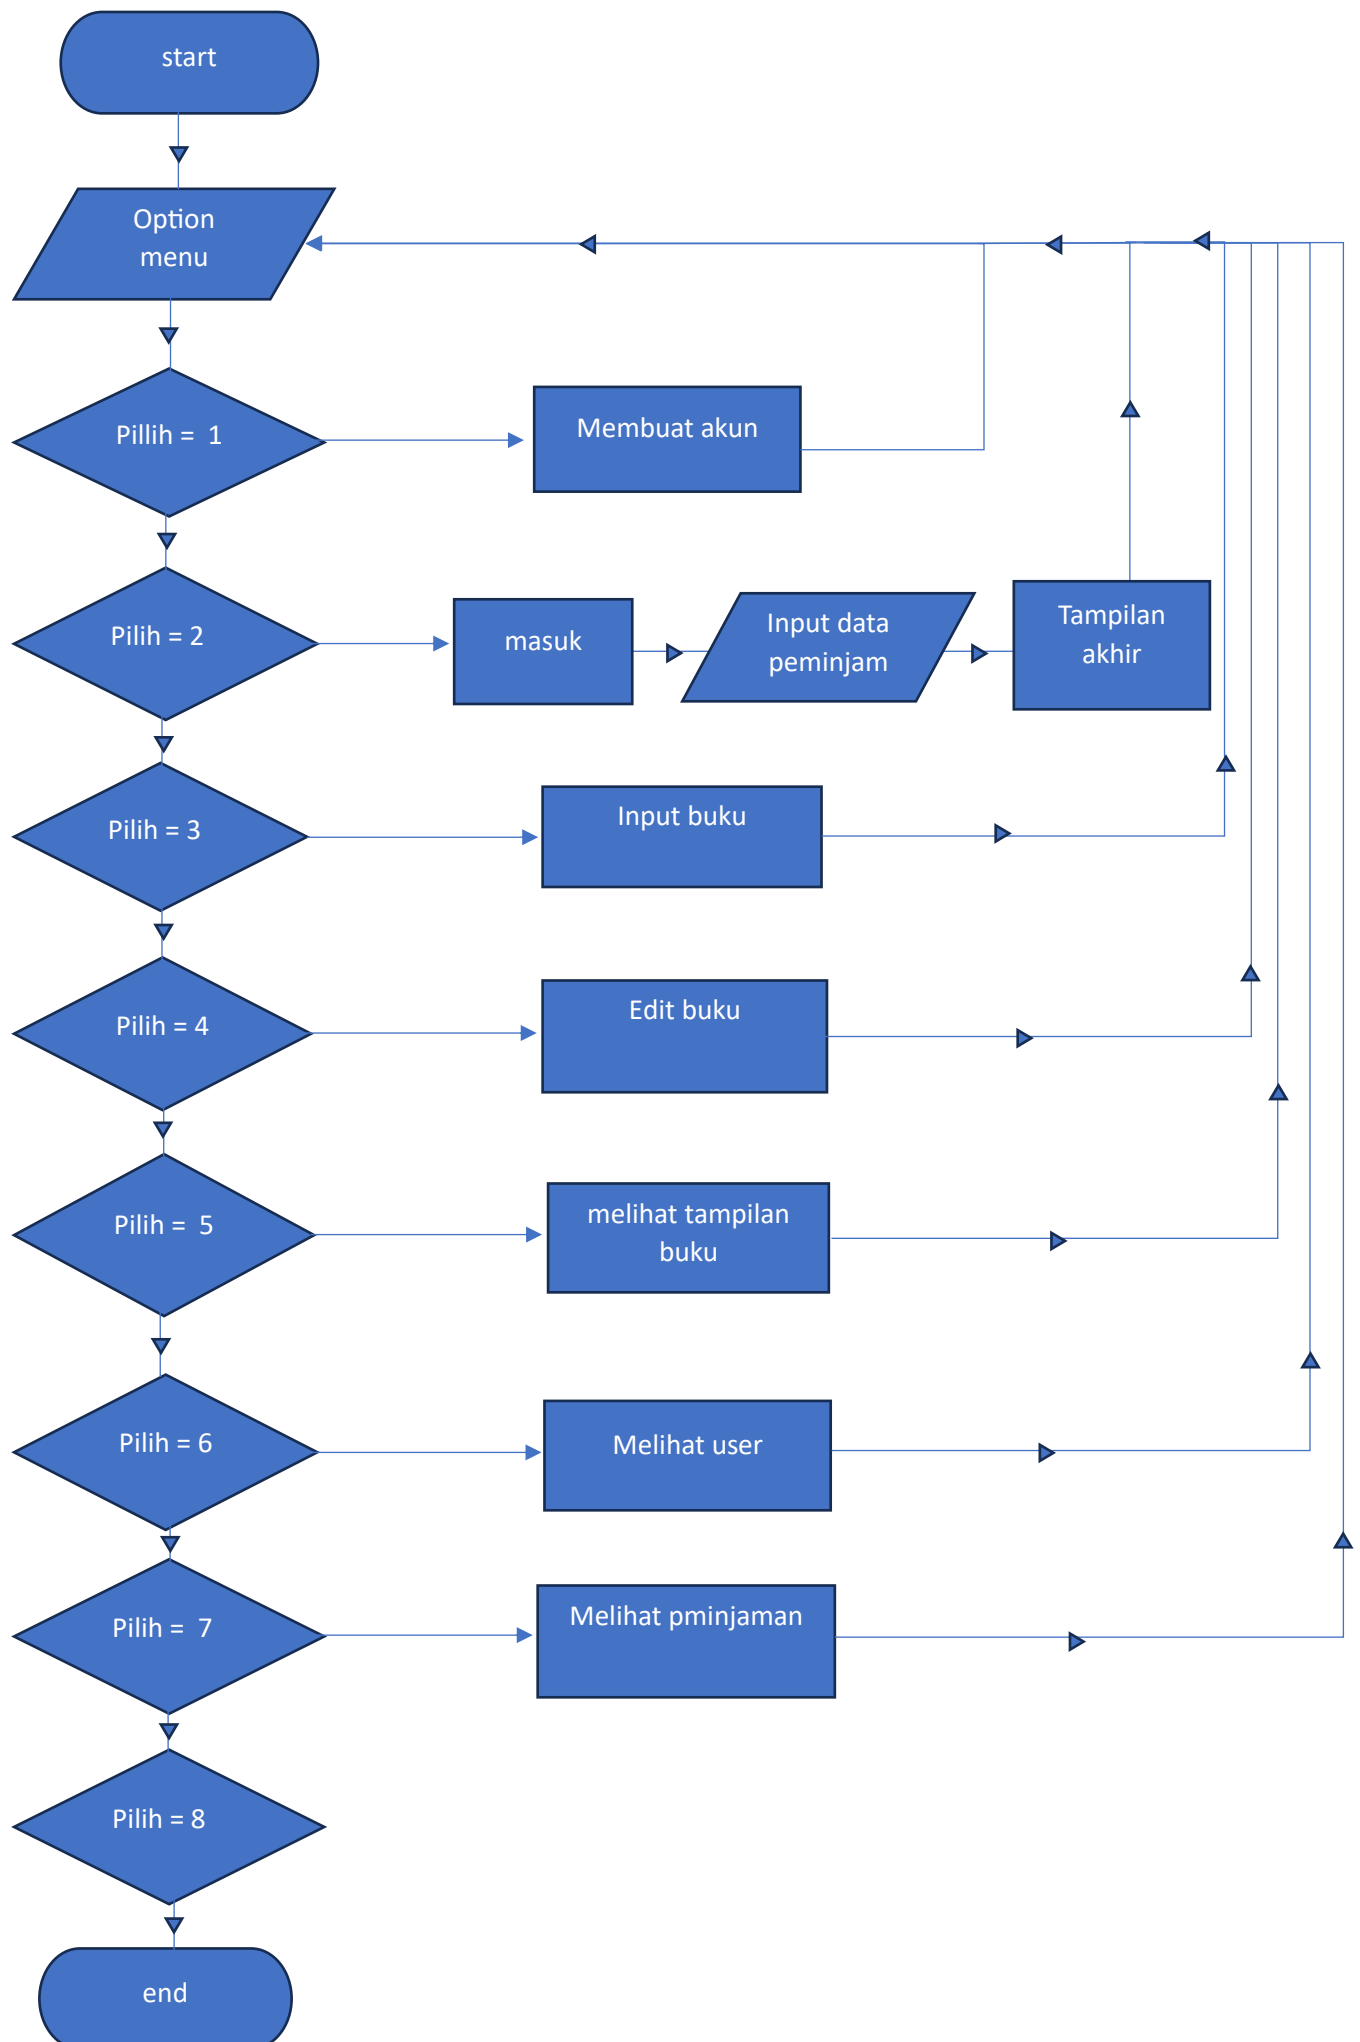 start
Option
menu
Pillih =  1
Membuat akun
Pilih = 2
masuk
Input data
peminjam
Tampilan
akhir
Pilih = 3
Input buku
Pilih = 4
Edit buku
Pilih =  5
melihat tampilan
buku
Pilih = 6
Melihat user
Pilih =  7
Melihat pminjaman
Pilih = 8
end